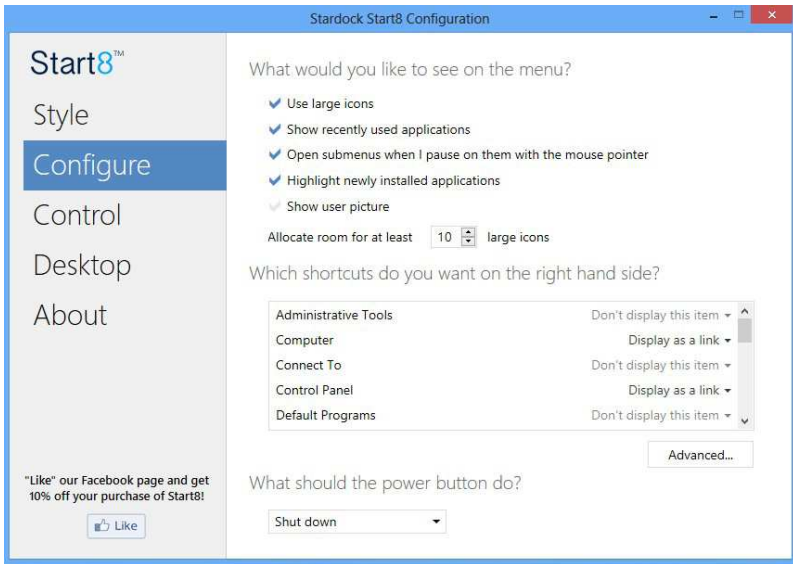 Stardock Start8 Configuration
Start8™
Style
Configure
Control
Desktop
About
"Like" our Facebook page and get
10% off your purchase of Start8!
Like
What would you like to see on the menu?
Use large icons
Show recently used applications
Open submenus when I pause on them with the mouse pointer
Highlight newly installed applications
Show user picture
Allocate room for at least 10 large icons
Which shortcuts do you want on the right hand side?
Administrative Tools Don't display this item
Computer Display as a link
Connect To Don't display this item
Control Panel Display as a link
Default Programs Don't display this item
Advanced...
What should the power button do?
Shut down